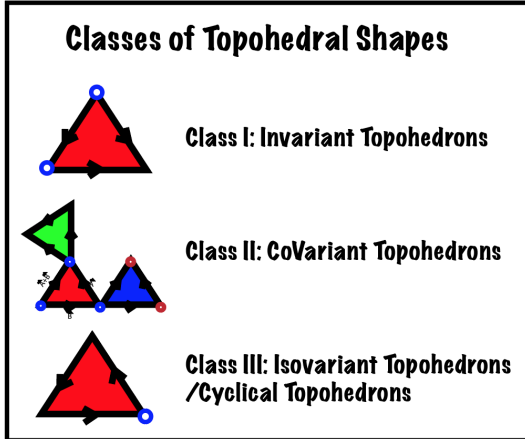 Classes of Topohedral Shapes
Class I: Invariant Topohedrons
Class II: CoVariant Topohedrons
B
Class III: Isovariant Topohedrons
/Cyclical Topohedrons